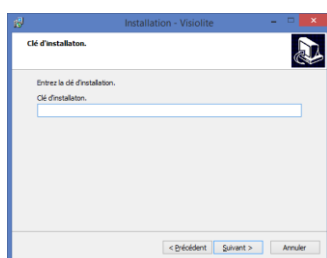 Installation - Visiolite
Clé d'installaton.
Entrez la clé d'installation.
Clé d'installaton.
< Précédent
Suivant >
Annuler